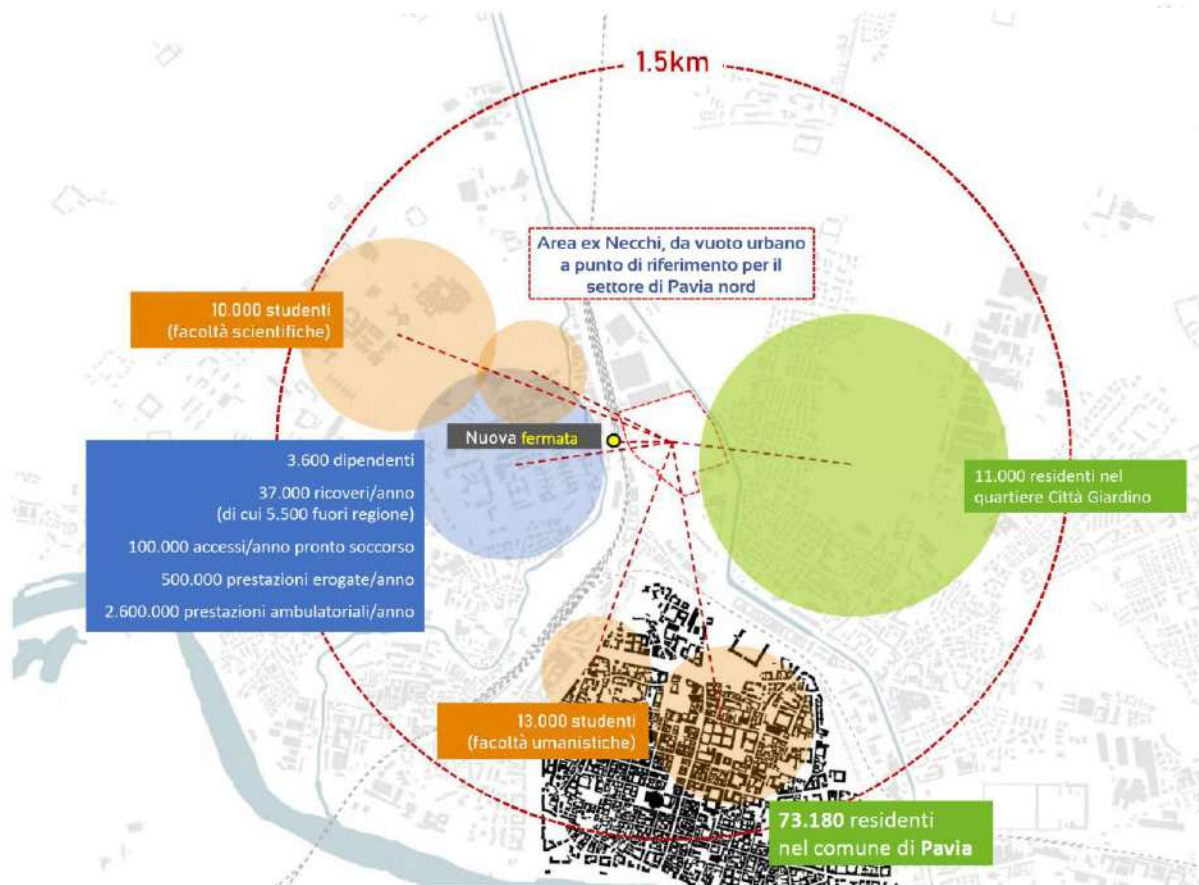 1.5km
Area ex Necchi, da vuoto urbano
a punto di riferimento per il
settore di Pavia nord
10.000 studenti
(facoltà scientifiche)
Nuova fermata
3.600 dipendenti
37.000 ricoveri/anno
(di cui 5.500 fuori regione)
100.000 accessi/anno pronto soccorso
500.000 prestazioni erogate/anno
2.600.000 prestazioni ambulatoriali/anno
11.000 residenti nel
quartiere Città Giardino
13.000 studenti
(facoltà umanistiche)
73.180 residenti
nel comune di Pavia